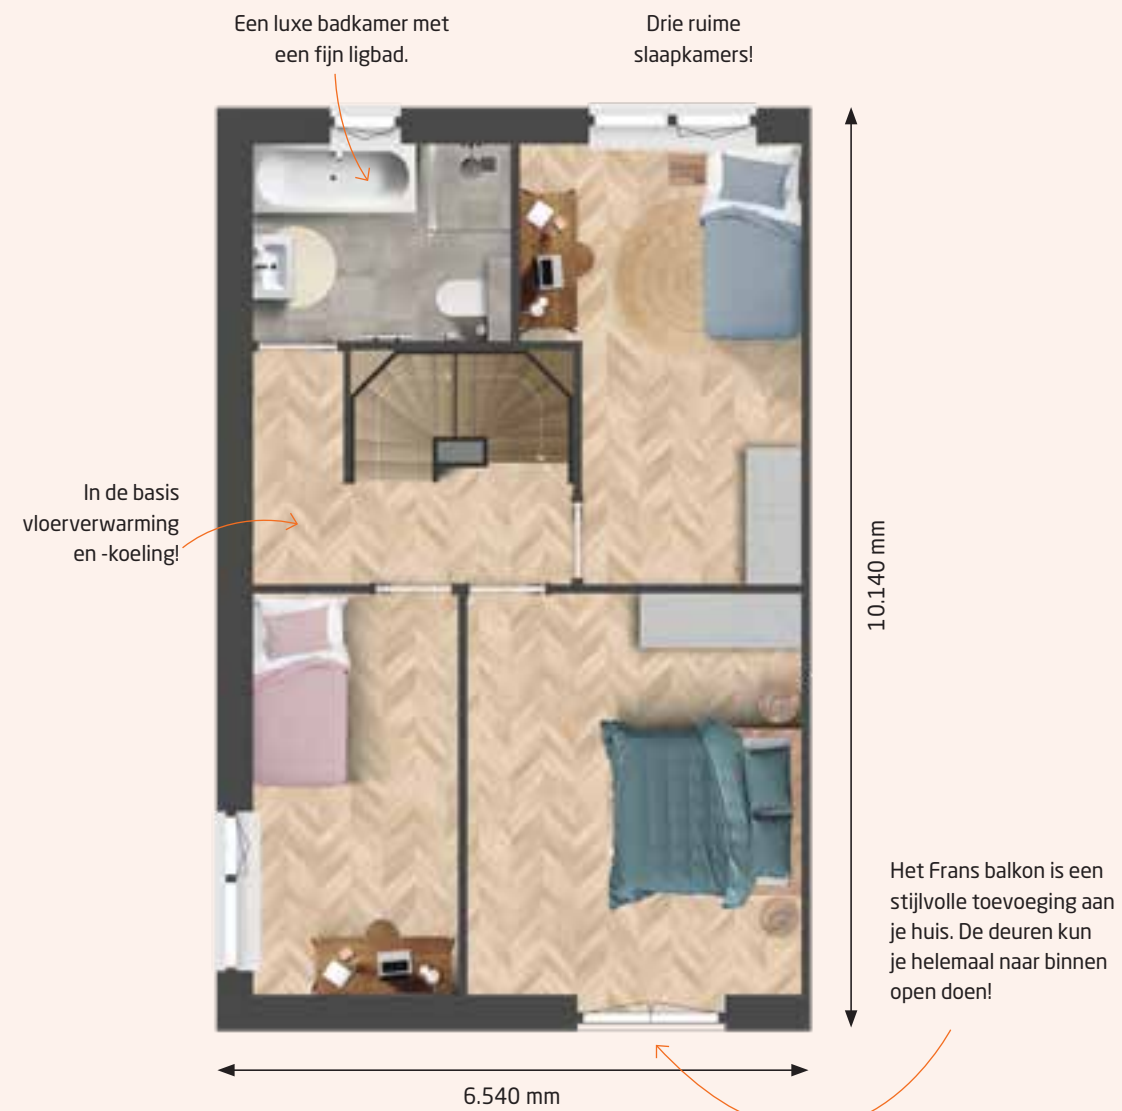 Een luxe badkamer met
een fijn ligbad.
Drie ruime
slaapkamers!
In de basis
vloerverwarming
en -koeling!
10.140 mm
Het Frans balkon is een
stijlvolle toevoeging aan
je huis. De deuren kun
je helemaal naar binnen
open doen!
6.540 mm